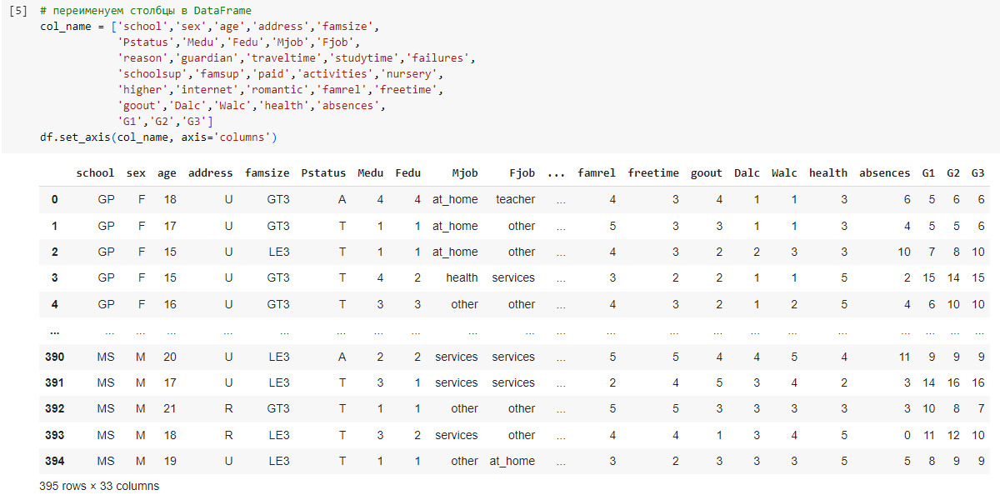 [5] # переименуем столбцы в DataFrame
col_name = ['school','sex','age','address','famsize',
'Pstatus','Medu','Fedu','Mjob','Fjob',
'reason','guardian','traveltime','studytime','failures',
'schoolsup','famsup','paid','activities','nursery',
'higher','internet','romantic','famrel','freetime',
'goout','Dalc','Walc','health','absences',
'G1','G2','G3']
df.set_axis(col_name, axis='columns')
school sex age address famsize Pstatus Medu Fedu Mjob Fjob ... famrel freetime goout Dalc Walc health absences G1 G2 G3
0 GP F 18 U GT3 A 4 4 at_home teacher ... 4 3 4 1 1 3 6 5 6 6
1 GP F 17 U GT3 T 1 1 at_home other ... 5 3 3 1 1 3 4 5 5 6
2 GP F 15 U LE3 T 1 1 at_home other ... 4 3 2 2 3 3 10 7 8 10
3 GP F 15 U GT3 T 4 2 health services ... 3 2 2 1 1 5 2 15 14 15
4 GP F 16 U GT3 T 3 3 other other ... 4 3 2 1 2 5 4 6 10 10
... ... ... ... ... ... ... ... ... ... ... ... ... ... ... ... ... ... ... ... ... ...
390 MS M 20 U LE3 A 2 2 services services ... 5 5 4 4 5 4 11 9 9 9
391 MS M 17 U LE3 T 3 1 services services ... 2 4 5 3 4 2 3 14 16 16
392 MS M 21 R GT3 T 1 1 other other ... 5 5 3 3 3 3 3 10 8 7
393 MS M 18 R LE3 T 3 2 services other ... 4 4 1 3 4 5 0 11 12 10
394 MS M 19 U LE3 T 1 1 other at_home ... 3 2 3 3 3 5 5 8 9 9
395 rows × 33 columns